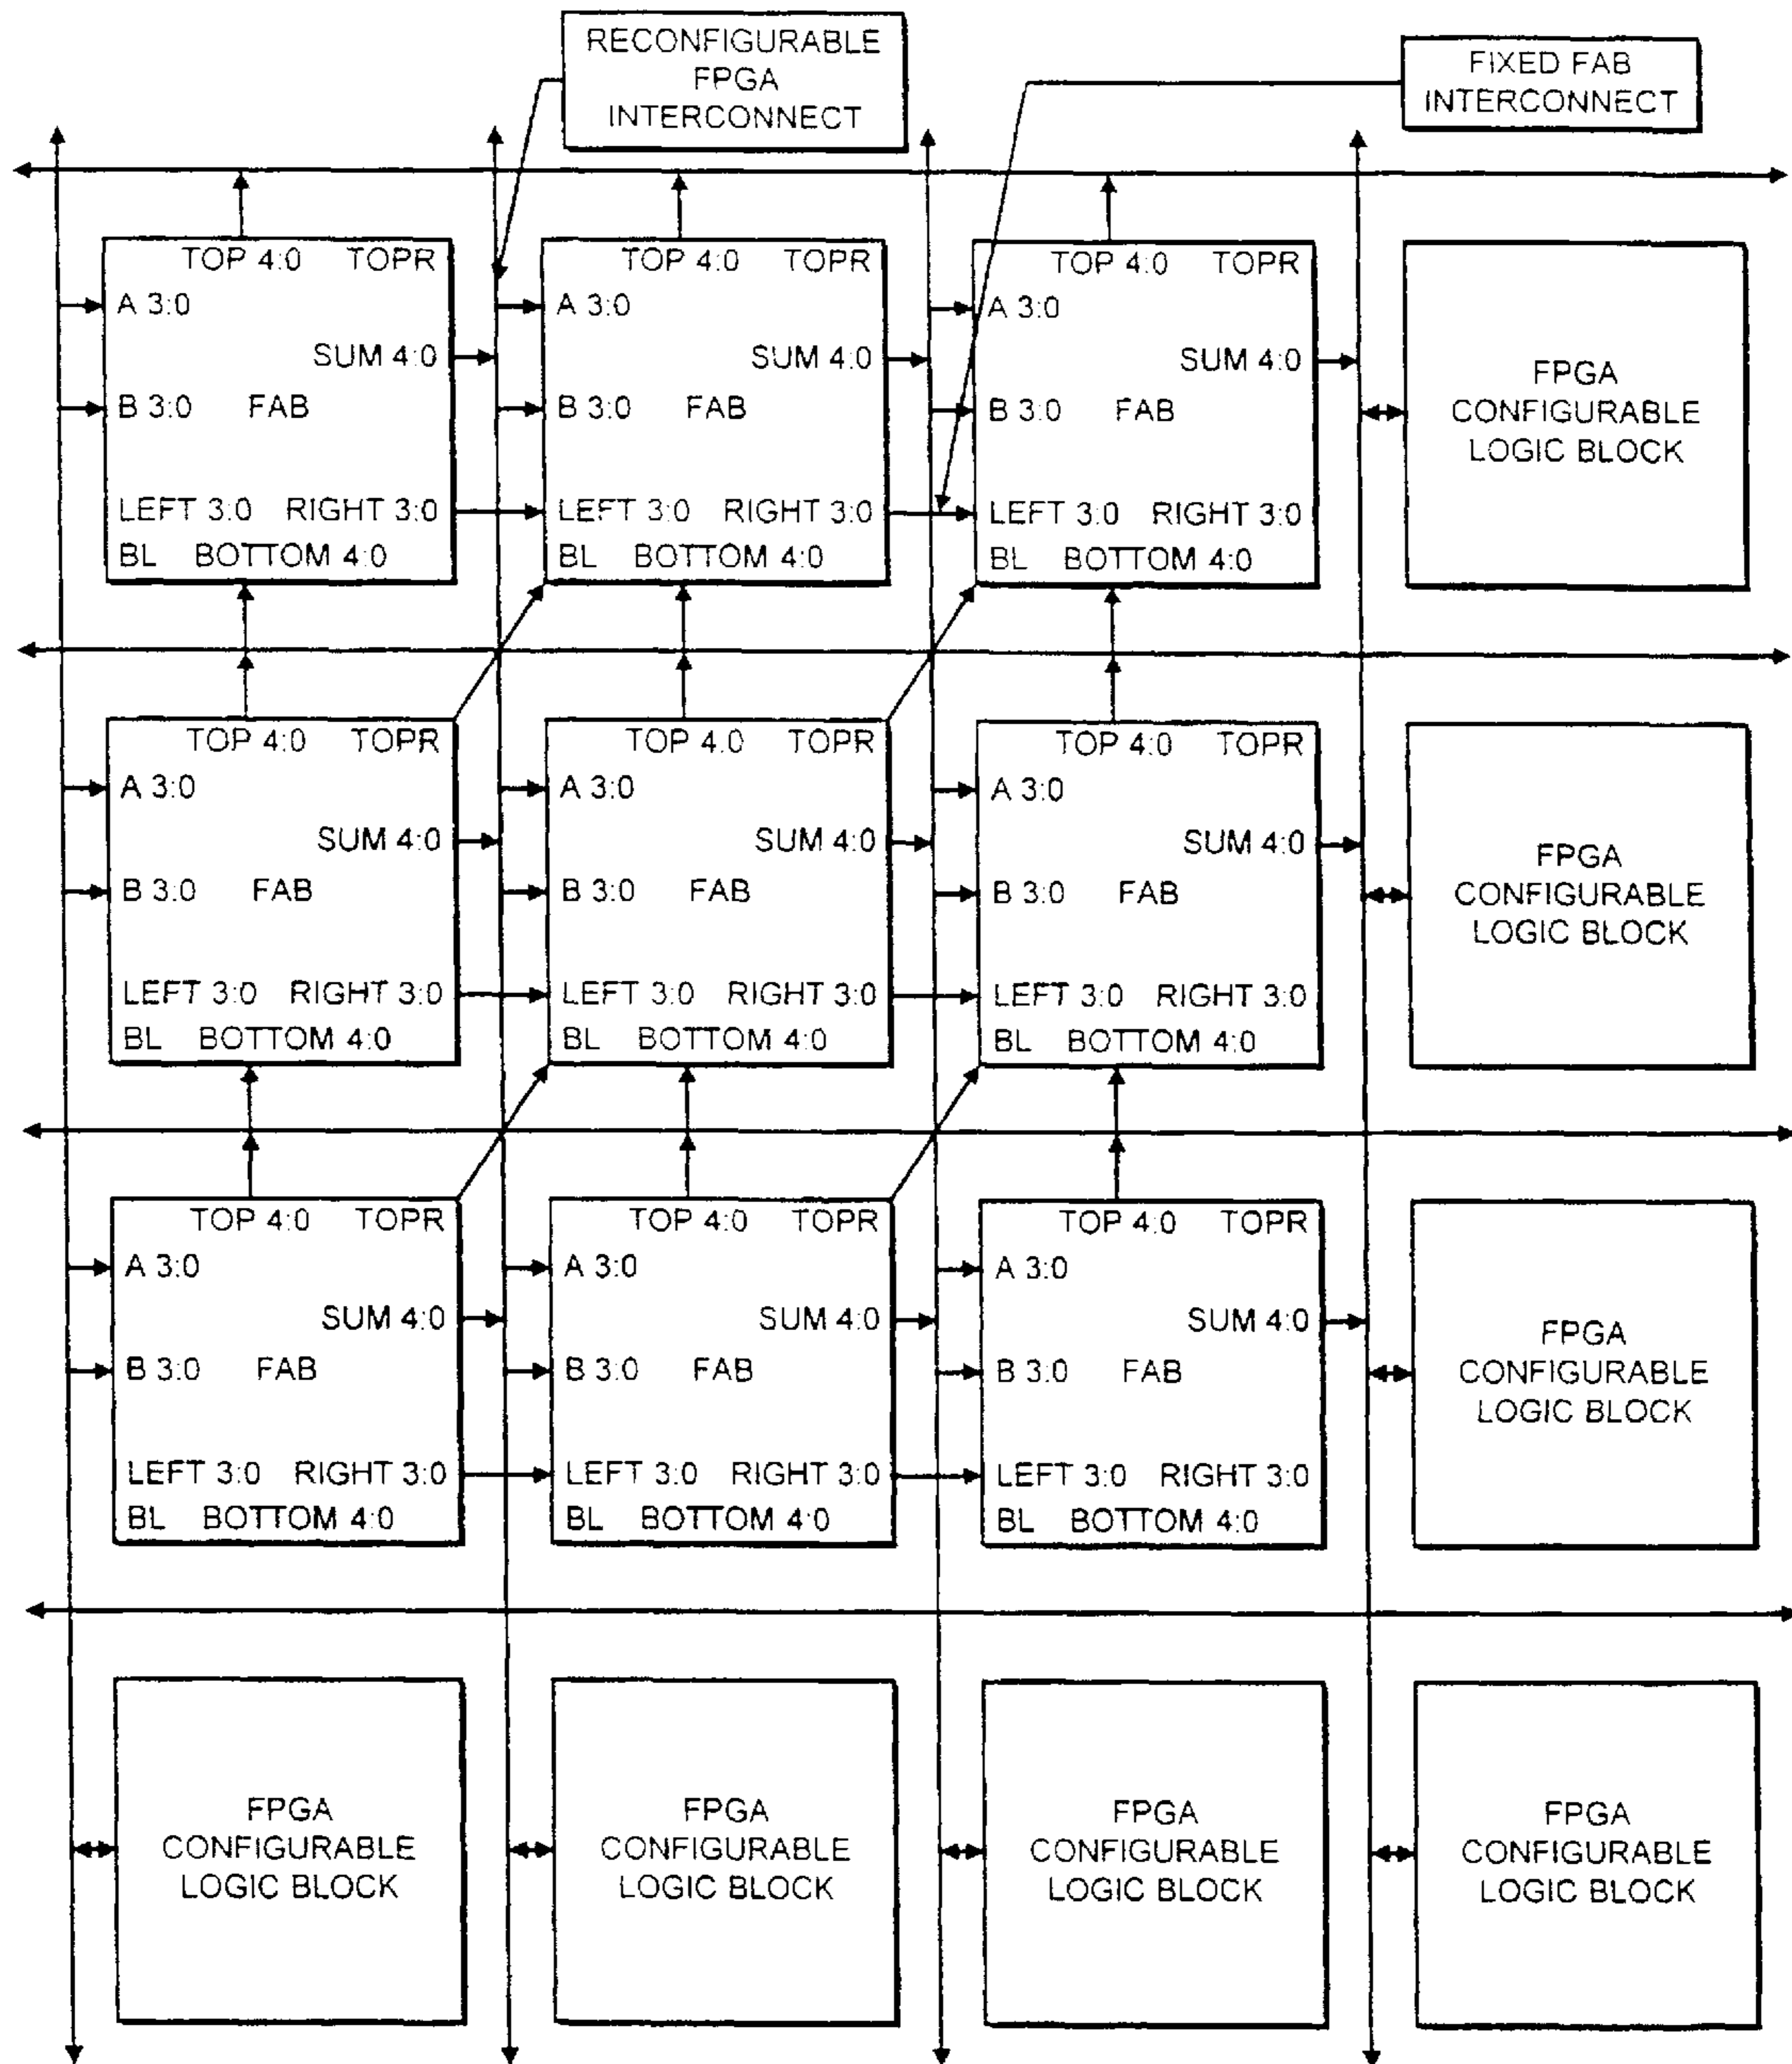 RECONFIGURABLE
FPGA
INTERCONNECT
FIXED FAB
INTERCONNECT
TOP 4:0 TOPR
A 3:0
SUM 4:0
B 3:0 FAB
LEFT 3:0 RIGHT 3:0
BL BOTTOM 4:0
TOP 4:0 TOPR
A 3:0
SUM 4:0
B 3:0 FAB
LEFT 3:0 RIGHT 3:0
BL BOTTOM 4:0
TOP 4:0 TOPR
A 3:0
SUM 4:0
B 3:0 FAB
LEFT 3:0 RIGHT 3:0
BL BOTTOM 4:0
FPGA
CONFIGURABLE
LOGIC BLOCK
TOP 4:0 TOPR
A 3:0
SUM 4:0
B 3:0 FAB
LEFT 3:0 RIGHT 3:0
BL BOTTOM 4:0
TOP 4.0 TOPR
A 3:0
SUM 4:0
B 3:0 FAB
LEFT 3:0 RIGHT 3:0
BL BOTTOM 4:0
TOP 4:0 TOPR
A 3:0
SUM 4:0
B 3:0 FAB
LEFT 3:0 RIGHT 3:0
BL BOTTOM 4:0
FPGA
CONFIGURABLE
LOGIC BLOCK
TOP 4:0 TOPR
A 3:0
SUM 4:0
B 3:0 FAB
LEFT 3:0 RIGHT 3:0
BL BOTTOM 4:0
TOP 4:0 TOPR
A 3:0
SUM 4:0
B 3:0 FAB
LEFT 3:0 RIGHT 3:0
BL BOTTOM 4:0
TOP 4:0 TOPR
A 3:0
SUM 4:0
B 3:0 FAB
LEFT 3:0 RIGHT 3:0
BL BOTTOM 4:0
FPGA
CONFIGURABLE
LOGIC BLOCK
FPGA
CONFIGURABLE
LOGIC BLOCK
FPGA
CONFIGURABLE
LOGIC BLOCK
FPGA
CONFIGURABLE
LOGIC BLOCK
FPGA
CONFIGURABLE
LOGIC BLOCK